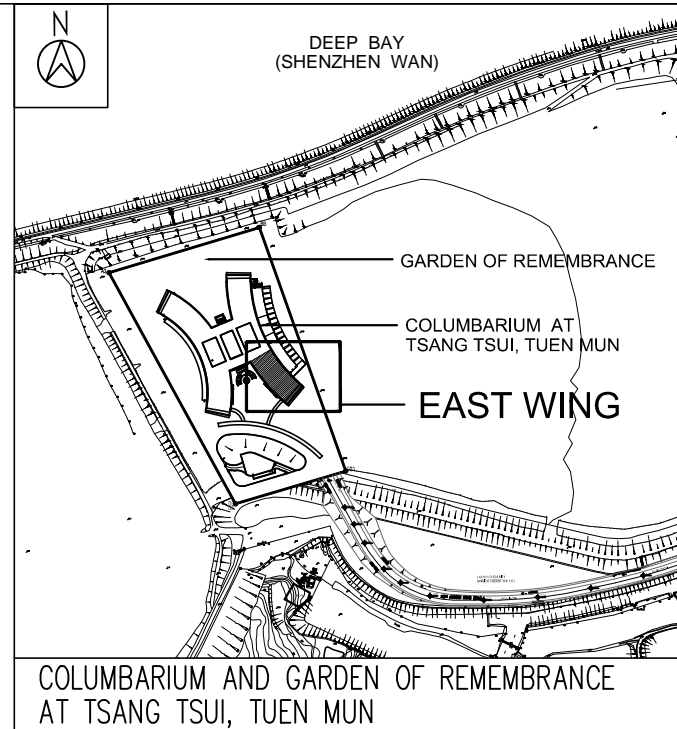 N
DEEP BAY
(SHENZHEN WAN)
GARDEN OF REMEMBRANCE
COLUMBARIUM AT
TSANG TSUI, TUEN MUN
EAST WING
COLUMBARIUM AND GARDEN OF REMEMBRANCE
AT TSANG TSUI, TUEN MUN